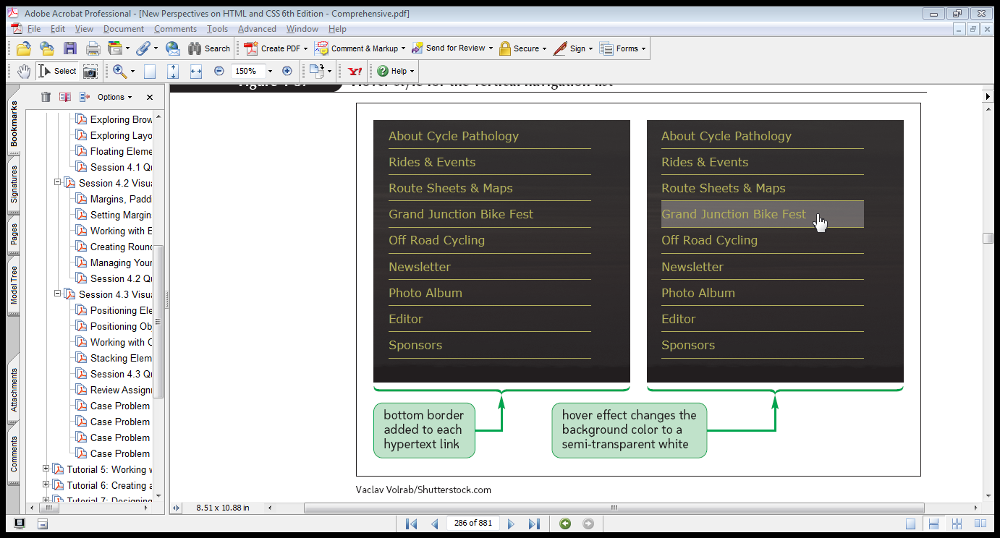 Adobe Acrobat Professional - [New Perspectives on HTML and CSS 6th Edition - Comprehensive.pdf]
File Edit View Document Comments Tools Advanced Window Help
Search Create PDF Comment & Markup Send for Review Secure Sign Forms
Select 150% Y! Help
Options
Bookmarks
Signatures
Pages
Model Tree
Attachments
Comments
Exploring Brow
Exploring Layo
Floating Eleme
Session 4.1 Qu
Session 4.2 Visua
Margins, Padd
Setting Margin
Working with E
Creating Roun
Managing Your
Session 4.2 Qu
Session 4.3 Visua
Positioning Ele
Positioning Ob
Working with O
Stacking Elem
Session 4.3 Qu
Review Assignm
Case Problem
Case Problem
Case Problem
Case Problem
Tutorial 5: Working w
Tutorial 6: Creating a
Tutorial 7: Designing
Hover style for the vertical navigation list
About Cycle Pathology
Rides & Events
Route Sheets & Maps
Grand Junction Bike Fest
Off Road Cycling
Newsletter
Photo Album
Editor
Sponsors
About Cycle Pathology
Rides & Events
Route Sheets & Maps
Grand Junction Bike Fest
Off Road Cycling
Newsletter
Photo Album
Editor
Sponsors
bottom border
added to each
hypertext link
hover effect changes the
background color to a
semi-transparent white
Vaclav Volrab/Shutterstock.com
8.51 x 10.88 in
286 of 881